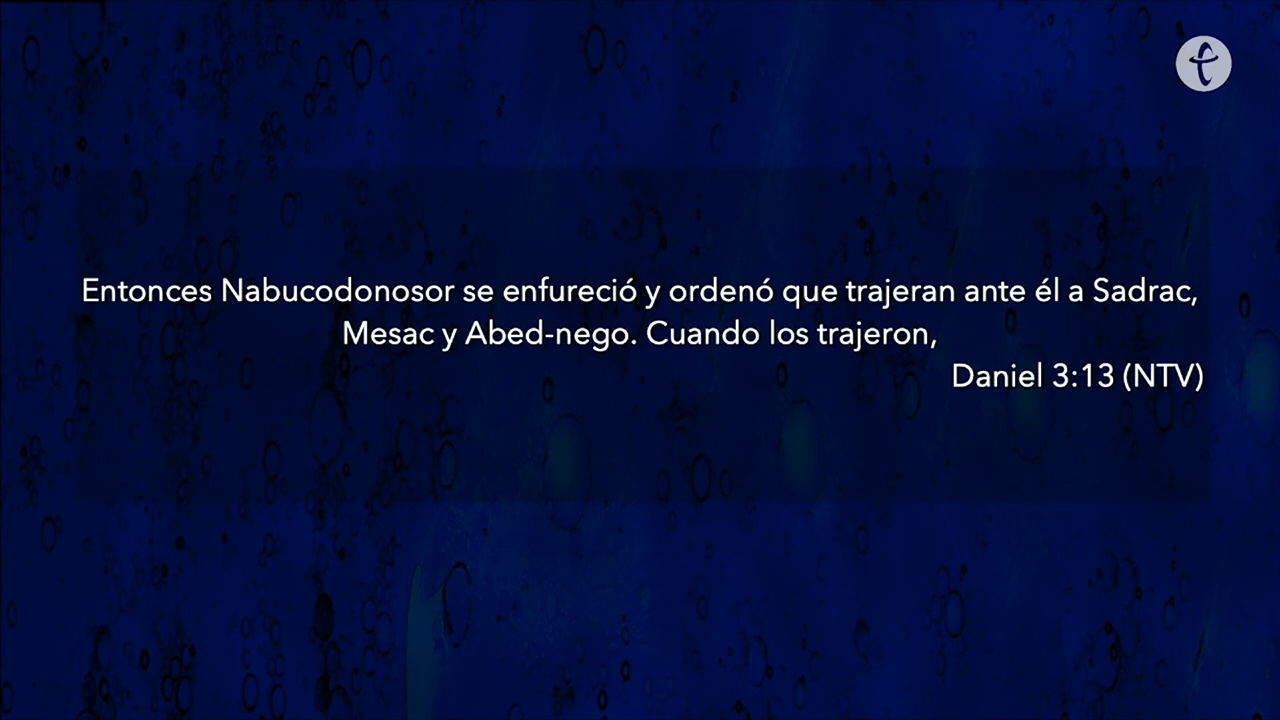 Entonces Nabucodonosor se enfureció y ordenó que trajeran ante él a Sadrac,
Mesac y Abed-nego. Cuando los trajeron,
Daniel 3:13 (NTV)